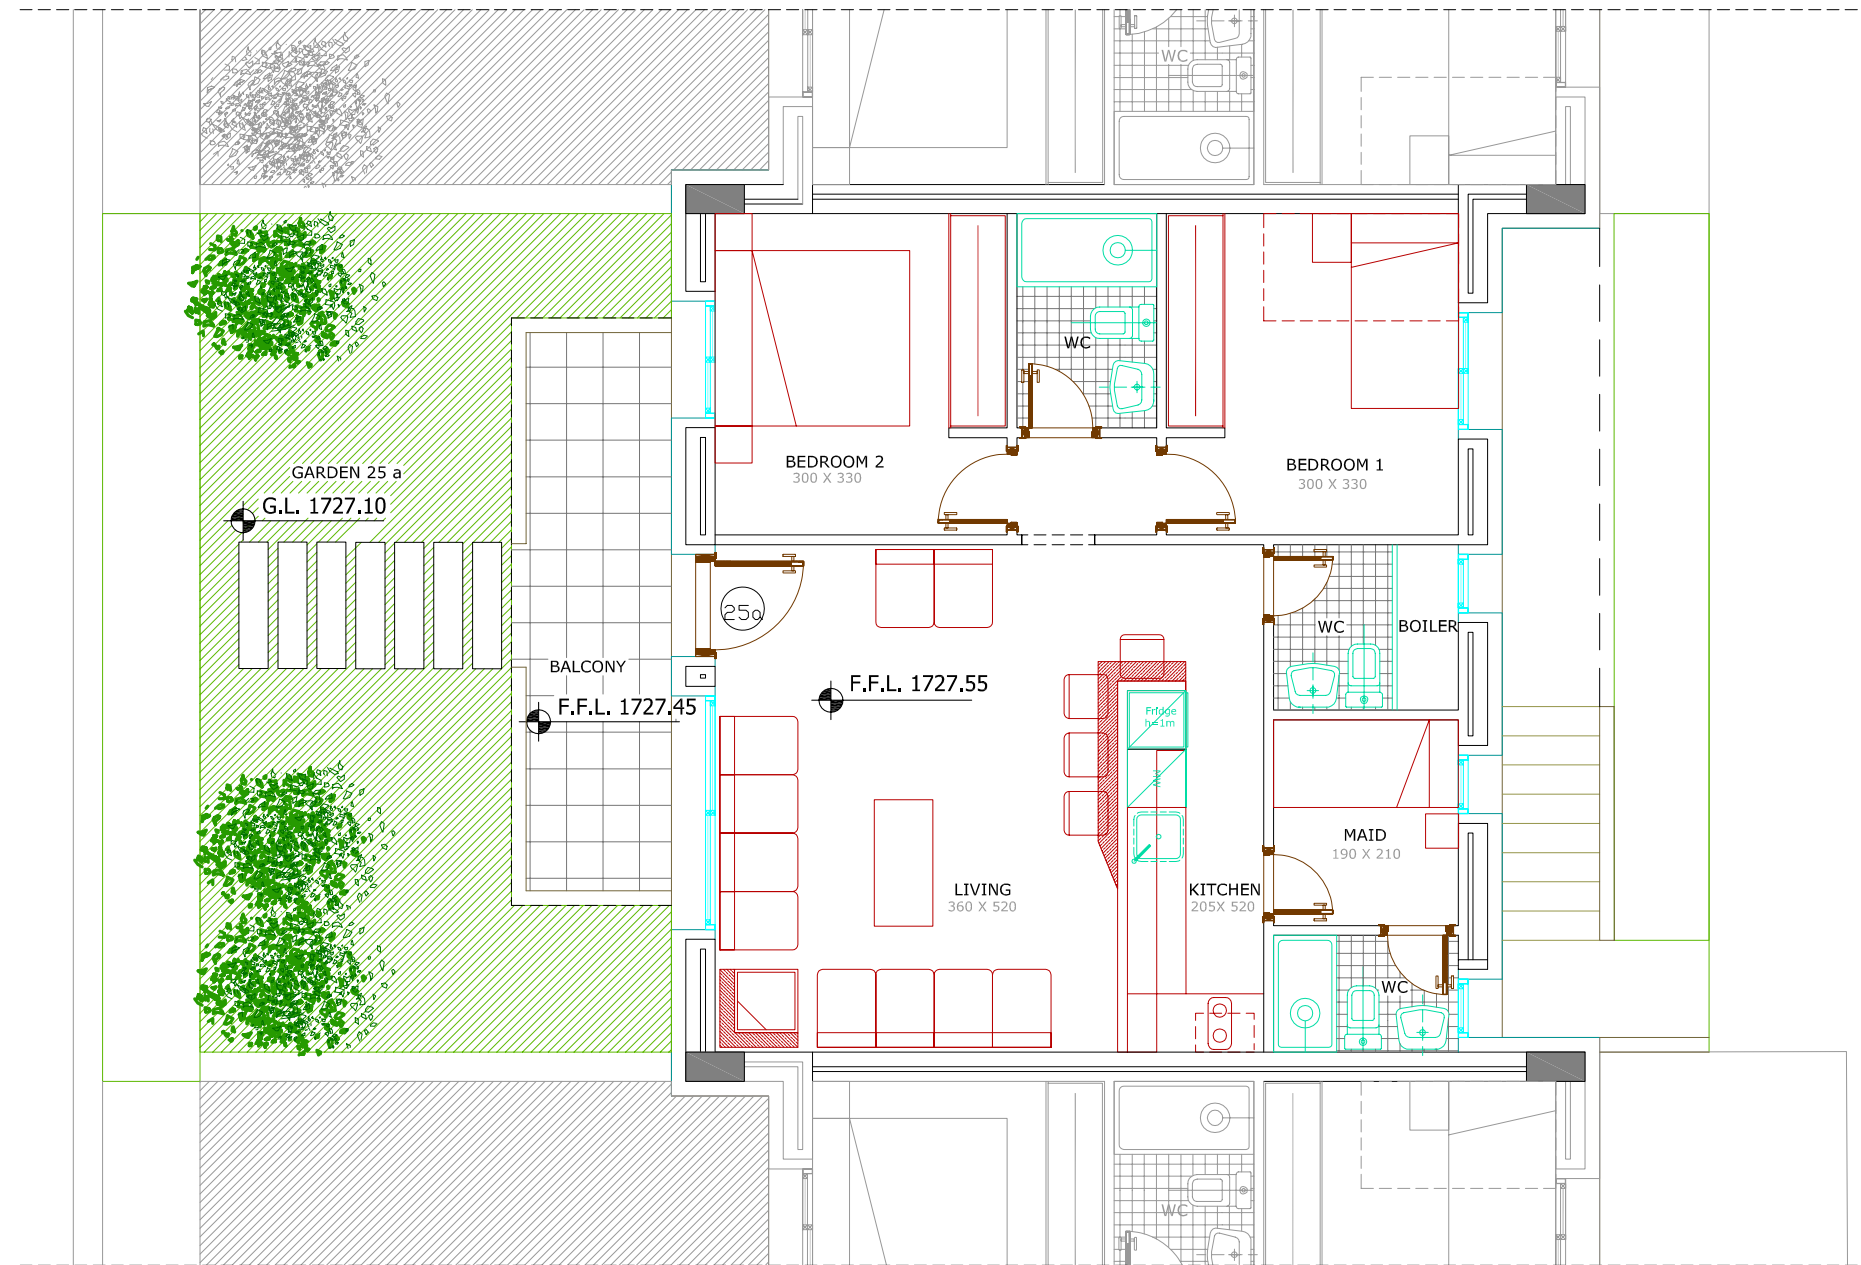 WC
WC
BEDROOM 2
300 X 330
BEDROOM 1
300 X 330
GARDEN 25 a
G.L. 1727.10
25a
WC
BOILER
BALCONY
F.F.L. 1727.55
F.F.L. 1727.45
Fridge
h=1m
MW
MAID
190 X 210
LIVING
360 X 520
KITCHEN
205X 520
WC
WC